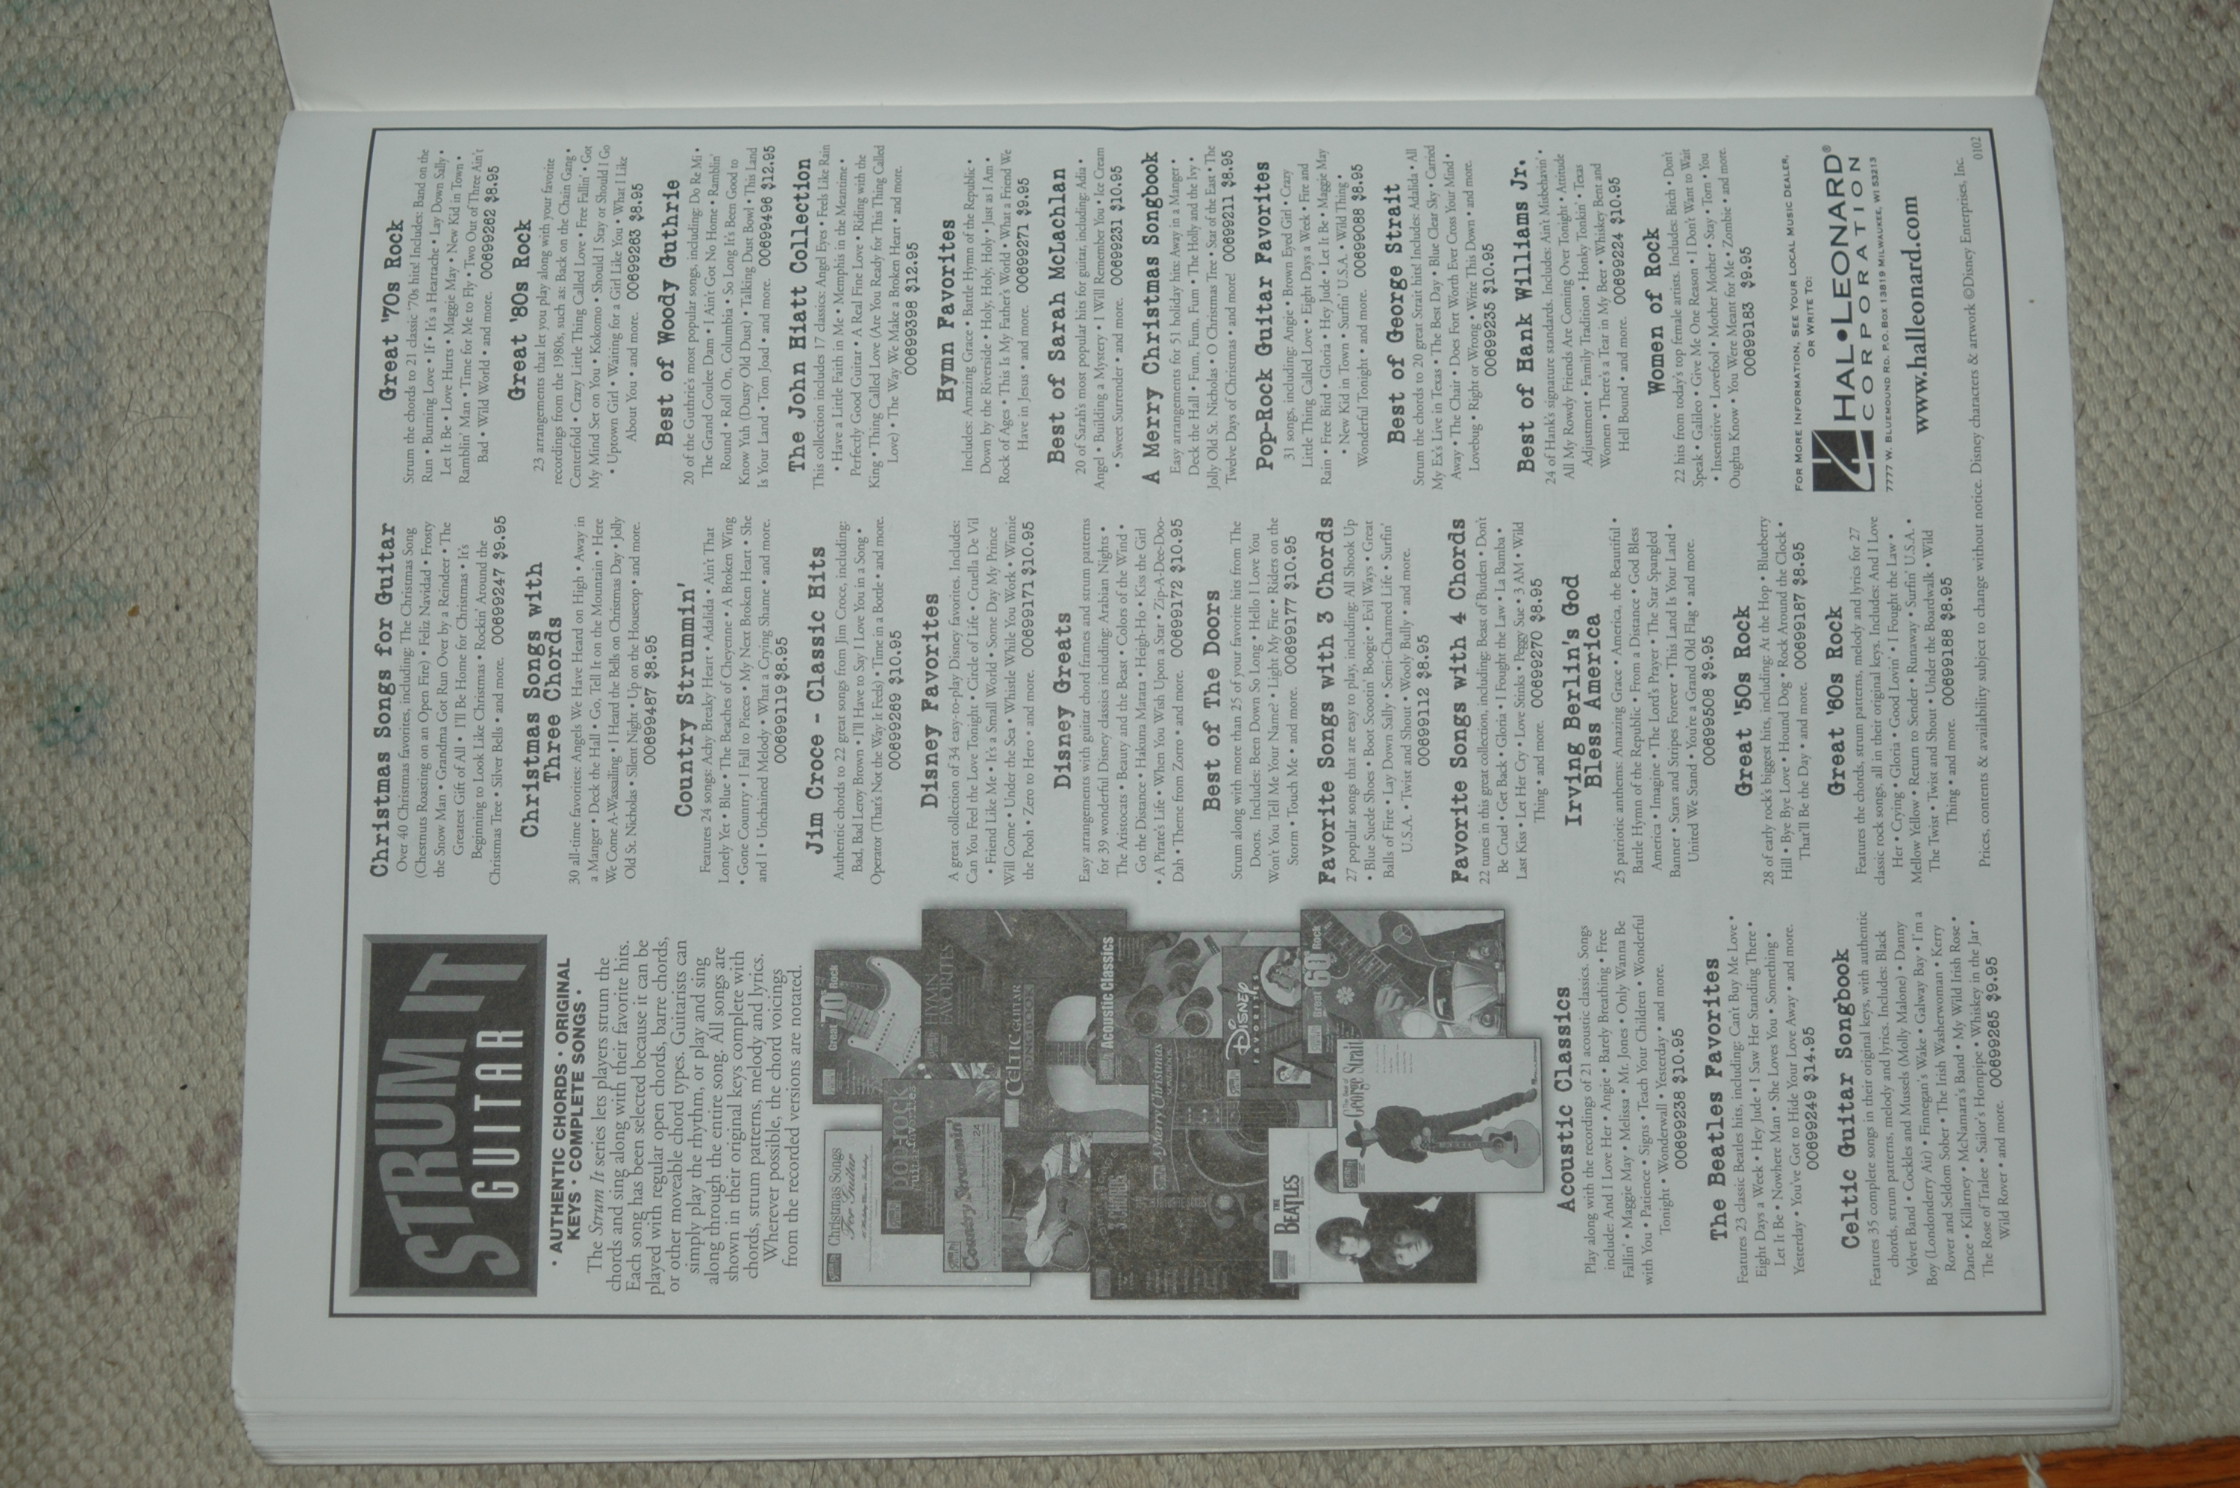 STRUM IT
GUITAR
• AUTHENTIC CHORDS • ORIGINAL
KEYS • COMPLETE SONGS •
The Strum It series lets players strum the
chords and sing along with their favorite hits.
Each song has been selected because it can be
played with regular open chords, barre chords,
or other moveable chord types. Guitarists can
simply play the rhythm, or play and sing
along through the entire song. All songs are
shown in their original keys complete with
chords, strum patterns, melody and lyrics.
Wherever possible, the chord voicings
from the recorded versions are notated.
Great '70s Rock
Christmas Songs
For Guitar
pop-rock
HYMN
FAVORITES
Country Strummin'
CELTIC GUITAR
SONGBOOK
Acoustic Classics
Merry Christmas
3 CHORDS
DISNEY
FAVORITES
Great 60's Rock
THE
BEATLES
George Strait
Acoustic Classics
Play along with the recordings of 21 acoustic classics. Songs
include: And I Love Her • Angie • Barely Breathing • Free
Fallin' • Maggie May • Melissa • Mr. Jones • Only Wanna Be
with You • Patience • Signs • Teach Your Children • Wonderful
Tonight • Wonderwall • Yesterday • and more.
00699238 $10.95
The Beatles Favorites
Features 23 classic Beatles hits, including: Can't Buy Me Love •
Eight Days a Week • Hey Jude • I Saw Her Standing There •
Let It Be • Nowhere Man • She Loves You • Something •
Yesterday • You've Got to Hide Your Love Away • and more.
00699249 $14.95
Celtic Guitar Songbook
Features 35 complete songs in their original keys, with authentic
chords, strum patterns, melody and lyrics. Includes: Black
Velvet Band • Cockles and Mussels (Molly Malone) • Danny
Boy (Londonderry Air) • Finnegan's Wake • Galway Bay • I'm a
Rover and Seldom Sober • The Irish Washerwoman • Kerry
Dance • Killarney • McNamara's Band • My Wild Irish Rose •
The Rose of Tralee • Sailor's Hornpipe • Whiskey in the Jar •
Wild Rover • and more. 00699265 $9.95
Christmas Songs for Guitar
Over 40 Christmas favorites, including: The Christmas Song
(Chestnuts Roasting on an Open Fire) • Feliz Navidad • Frosty
the Snow Man • Grandma Got Run Over by a Reindeer • The
Greatest Gift of All • I'll Be Home for Christmas • It's
Beginning to Look Like Christmas • Rockin' Around the
Christmas Tree • Silver Bells • and more. 00699247 $9.95
Christmas Songs with
Three Chords
30 all-time favorites: Angels We Have Heard on High • Away in
a Manger • Deck the Hall • Go, Tell It on the Mountain • Here
We Come A-Wassailing • I Heard the Bells on Christmas Day • Jolly
Old St. Nicholas • Silent Night • Up on the Housetop • and more.
00699487 $8.95
Country Strummin'
Features 24 songs: Achy Breaky Heart • Adalida • Ain't That
Lonely Yet • Blue • The Beaches of Cheyenne • A Broken Wing
• Gone Country • I Fall to Pieces • My Next Broken Heart • She
and I • Unchained Melody • What a Crying Shame • and more.
00699119 $8.95
Jim Croce - Classic Hits
Authentic chords to 22 great songs from Jim Croce, including:
Bad, Bad Leroy Brown • I'll Have to Say I Love You in a Song •
Operator (That's Not the Way It Feels) • Time in a Bottle • and more.
00699269 $10.95
Disney Favorites
A great collection of 34 easy-to-play Disney favorites. Includes:
Can You Feel the Love Tonight • Circle of Life • Cruella De Vil
• Friend Like Me • It's a Small World • Some Day My Prince
Will Come • Under the Sea • Whistle While You Work • Winnie
the Pooh • Zero to Hero • and more. 00699171 $10.95
Disney Greats
Easy arrangements with guitar chord frames and strum patterns
for 39 wonderful Disney classics including: Arabian Nights •
The Aristocats • Beauty and the Beast • Colors of the Wind •
Go the Distance • Hakuna Matata • Heigh-Ho • Kiss the Girl
• A Pirate's Life • When You Wish Upon a Star • Zip-A-Dee-Doo-
Dah • Theme from Zorro • and more. 00699172 $10.95
Best of The Doors
Strum along with more than 25 of your favorite hits from The
Doors. Includes: Been Down So Long • Hello I Love You
Won't You Tell Me Your Name? • Light My Fire • Riders on the
Storm • Touch Me • and more. 00699177 $10.95
Favorite Songs with 3 Chords
27 popular songs that are easy to play, including: All Shook Up
• Blue Suede Shoes • Boot Scootin' Boogie • Evil Ways • Great
Balls of Fire • Lay Down Sally • Semi-Charmed Life • Surfin'
U.S.A. • Twist and Shout • Wooly Bully • and more.
00699112 $8.95
Favorite Songs with 4 Chords
22 tunes in this great collection, including: Beast of Burden • Don't
Be Cruel • Get Back • Gloria • I Fought the Law • La Bamba •
Last Kiss • Let Her Cry • Love Stinks • Peggy Sue • 3 AM • Wild
Thing • and more. 00699270 $8.95
Irving Berlin's God
Bless America
25 patriotic anthems: Amazing Grace • America, the Beautiful •
Battle Hymn of the Republic • From a Distance • God Bless
America • Imagine • The Lord's Prayer • The Star Spangled
Banner • Stars and Stripes Forever • This Land Is Your Land •
United We Stand • You're a Grand Old Flag • and more.
00699508 $9.95
Great '50s Rock
28 of early rock's biggest hits, including: At the Hop • Blueberry
Hill • Bye Bye Love • Hound Dog • Rock Around the Clock •
That'll Be the Day • and more. 00699187 $8.95
Great '60s Rock
Features the chords, strum patterns, melody and lyrics for 27
classic rock songs, all in their original keys. Includes: And I Love
Her • Crying • Gloria • Good Lovin' • I Fought the Law •
Mellow Yellow • Return to Sender • Runaway • Surfin' U.S.A. •
The Twist • Twist and Shout • Under the Boardwalk • Wild
Thing • and more. 00699188 $8.95
Great '70s Rock
Strum the chords to 21 classic '70s hits! Includes: Band on the
Run • Burning Love • If • It's a Heartache • Lay Down Sally •
Let It Be • Love Hurts • Maggie May • New Kid in Town •
Ramblin' Man • Time for Me to Fly • Two Out of Three Ain't
Bad • Wild World • and more. 00699262 $8.95
Great '80s Rock
23 arrangements that let you play along with your favorite
recordings from the 1980s, such as: Back on the Chain Gang •
Centerfold • Crazy Little Thing Called Love • Free Fallin' • Got
My Mind Set on You • Kokomo • Should I Stay or Should I Go
• Uptown Girl • Waiting for a Girl Like You • What I Like
About You • and more. 00699263 $8.95
Best of Woody Guthrie
20 of the Guthrie's most popular songs, including: Do Re Mi •
The Grand Coulee Dam • I Ain't Got No Home • Ramblin'
Round • Roll On, Columbia • So Long It's Been Good to
Know Yuh (Dusty Old Dust) • Talking Dust Bowl • This Land
Is Your Land • Tom Joad • and more. 00699496 $12.95
The John Hiatt Collection
This collection includes 17 classics: Angel Eyes • Feels Like Rain
• Have a Little Faith in Me • Memphis in the Meantime •
Perfectly Good Guitar • A Real Fine Love • Riding with the
King • Thing Called Love (Are You Ready for This Thing Called
Love) • The Way We Make a Broken Heart • and more.
00699398 $12.95
Hymn Favorites
Includes: Amazing Grace • Battle Hymn of the Republic •
Down by the Riverside • Holy, Holy, Holy • Just as I Am •
Rock of Ages • This Is My Father's World • What a Friend We
Have in Jesus • and more. 00699271 $9.95
Best of Sarah McLachlan
20 of Sarah's most popular hits for guitar, including: Adia •
Angel • Building a Mystery • I Will Remember You • Ice Cream
• Sweet Surrender • and more. 00699231 $10.95
A Merry Christmas Songbook
Easy arrangements for 51 holiday hits: Away in a Manger •
Deck the Hall • Fum, Fum, Fum • The Holly and the Ivy •
Jolly Old St. Nicholas • O Christmas Tree • Star of the East • The
Twelve Days of Christmas • and more! 00699211 $8.95
Pop-Rock Guitar Favorites
31 songs, including: Angie • Brown Eyed Girl • Crazy
Little Thing Called Love • Eight Days a Week • Fire and
Rain • Free Bird • Gloria • Hey Jude • Let It Be • Maggie May
• New Kid in Town • Surfin' U.S.A. • Wild Thing •
Wonderful Tonight • and more. 00699088 $8.95
Best of George Strait
Strum the chords to 20 great Strait hits! Includes: Adalida • All
My Ex's Live in Texas • The Best Day • Blue Clear Sky • Carried
Away • The Chair • Does Fort Worth Ever Cross Your Mind •
Lovebug • Right or Wrong • Write This Down • and more.
00699235 $10.95
Best of Hank Williams Jr.
24 of Hank's signature standards. Includes: Ain't Misbehavin' •
All My Rowdy Friends Are Coming Over Tonight • Attitude
Adjustment • Family Tradition • Honky Tonkin' • Texas
Women • There's a Tear in My Beer • Whiskey Bent and
Hell Bound • and more. 00699224 $10.95
Women of Rock
22 hits from today's top female artists. Includes: Bitch • Don't
Speak • Galileo • Give Me One Reason • I Don't Want to Wait
• Insensitive • Lovefool • Mother Mother • Stay • Torn • You
Oughta Know • You Were Meant for Me • Zombie • and more.
00699183 $9.95
FOR MORE INFORMATION, SEE YOUR LOCAL MUSIC DEALER,
OR WRITE TO:
HAL•LEONARD®
CORPORATION
7777 W. BLUEMOUND RD. P.O. BOX 13819 MILWAUKEE, WI 53213
www.halleonard.com
Prices, contents & availability subject to change without notice. Disney characters & artwork ©Disney Enterprises, Inc.
0102